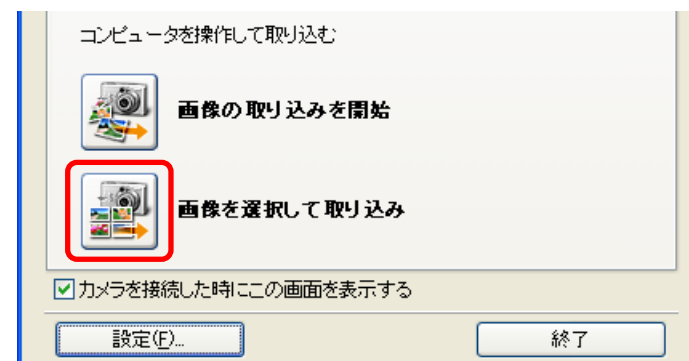 コンピュータを操作して取り込む
画像の取り込みを開始
画像を選択して取り込み
カメラを接続した時にこの画面を表示する
設定(F)...
終了